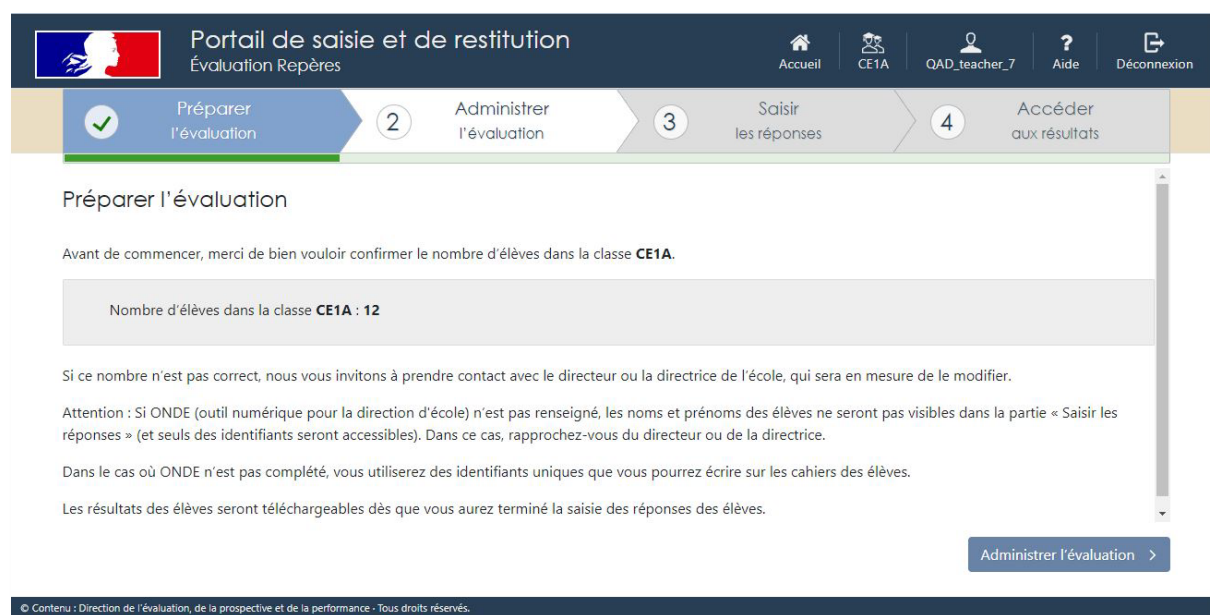 Portail de saisie et de restitution
Évaluation Repères
Accueil
CE1A
QAD_teacher_7
? Aide
Déconnexion
Préparer
l'évaluation
2 Administrer
l'évaluation
3 Saisir
les réponses
4 Accéder
aux résultats
Préparer l'évaluation
Avant de commencer, merci de bien vouloir confirmer le nombre d'élèves dans la classe CE1A.
Nombre d'élèves dans la classe CE1A : 12
Si ce nombre n'est pas correct, nous vous invitons à prendre contact avec le directeur ou la directrice de l'école, qui sera en mesure de le modifier.
Attention : Si ONDE (outil numérique pour la direction d'école) n'est pas renseigné, les noms et prénoms des élèves ne seront pas visibles dans la partie « Saisir les
réponses » (et seuls des identifiants seront accessibles). Dans ce cas, rapprochez-vous du directeur ou de la directrice.
Dans le cas où ONDE n'est pas complété, vous utiliserez des identifiants uniques que vous pourrez écrire sur les cahiers des élèves.
Les résultats des élèves seront téléchargeables dès que vous aurez terminé la saisie des réponses des élèves.
Administrer l'évaluation >
© Contenu : Direction de l'évaluation, de la prospective et de la performance - Tous droits réservés.